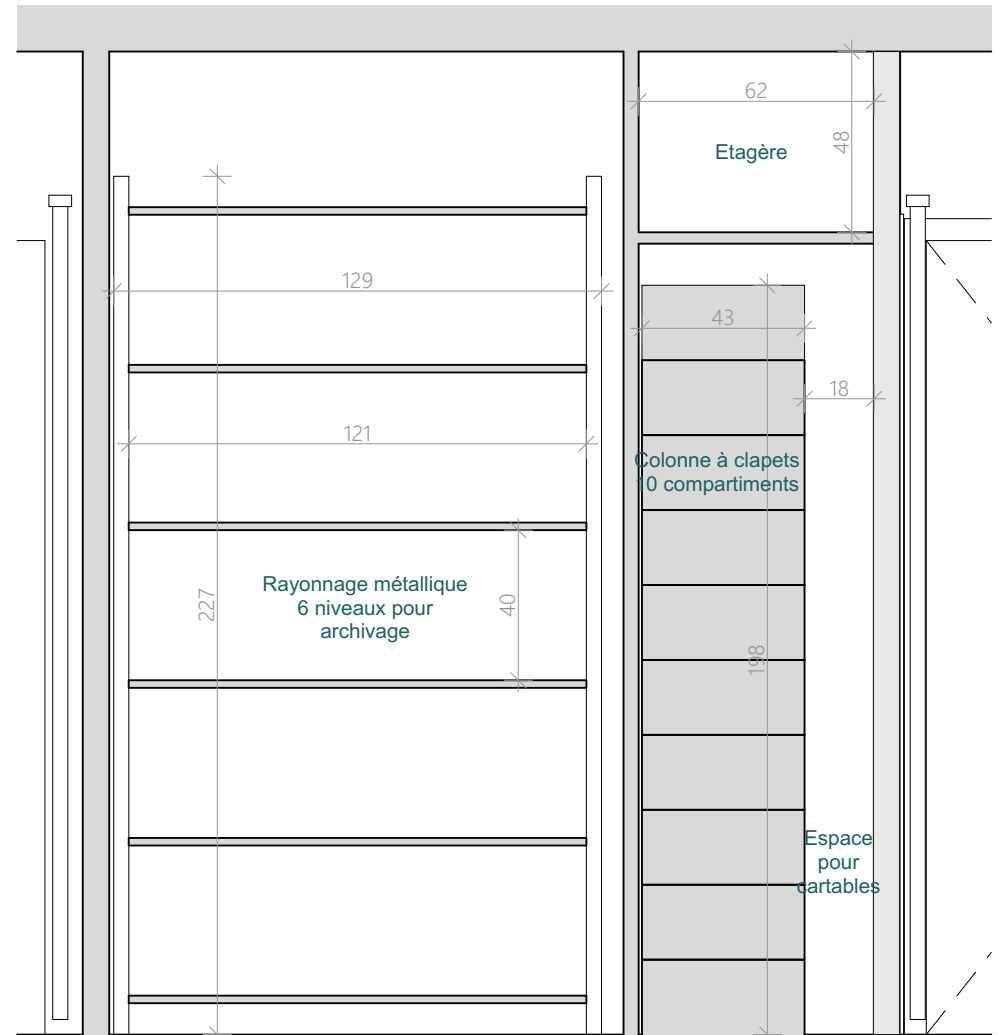 62
48
Etagère
129
43
18
121
Colonne à clapets
10 compartiments
Rayonnage métallique
6 niveaux pour
archivage
227
40
198
Espace
pour
cartables